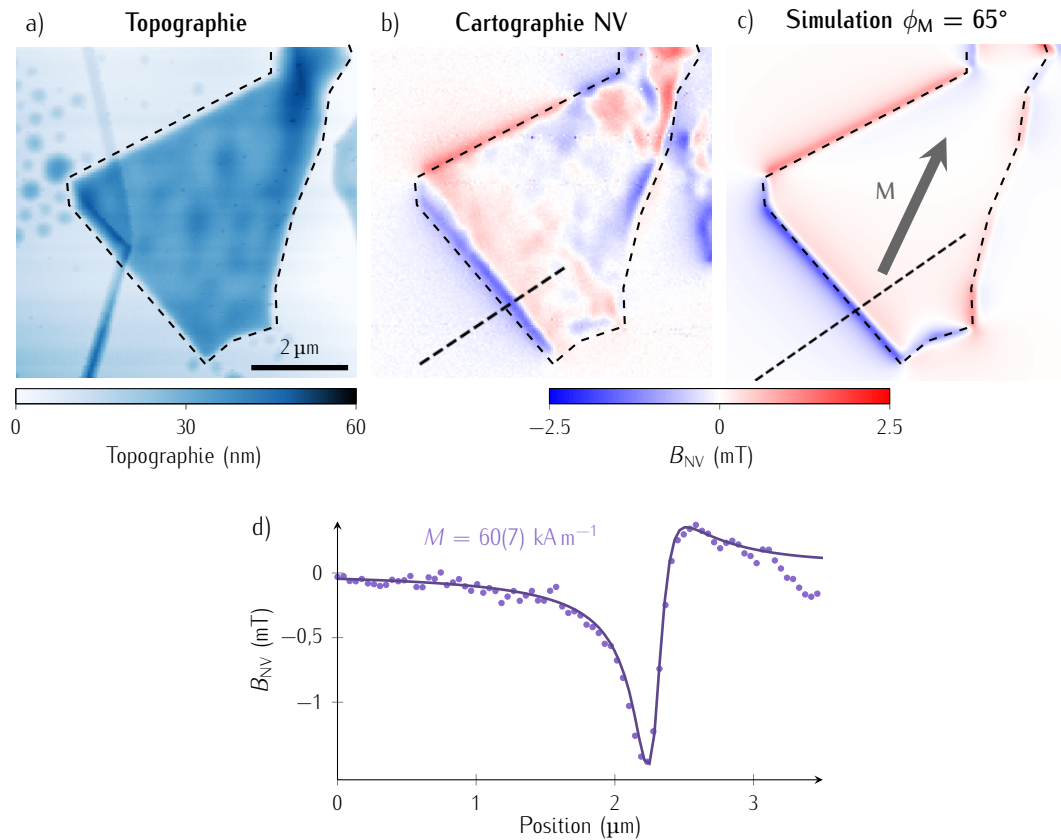 a) Topographie
b) Cartographie NV
c) Simulation ϕM = 65°
M
2 µm
0 30 60
Topographie (nm)
−2.5 0 2.5
BNV (mT)
d)
M = 60(7) kA m−1
0
−0,5
−1
BNV (mT)
0 1 2 3
Position (µm)